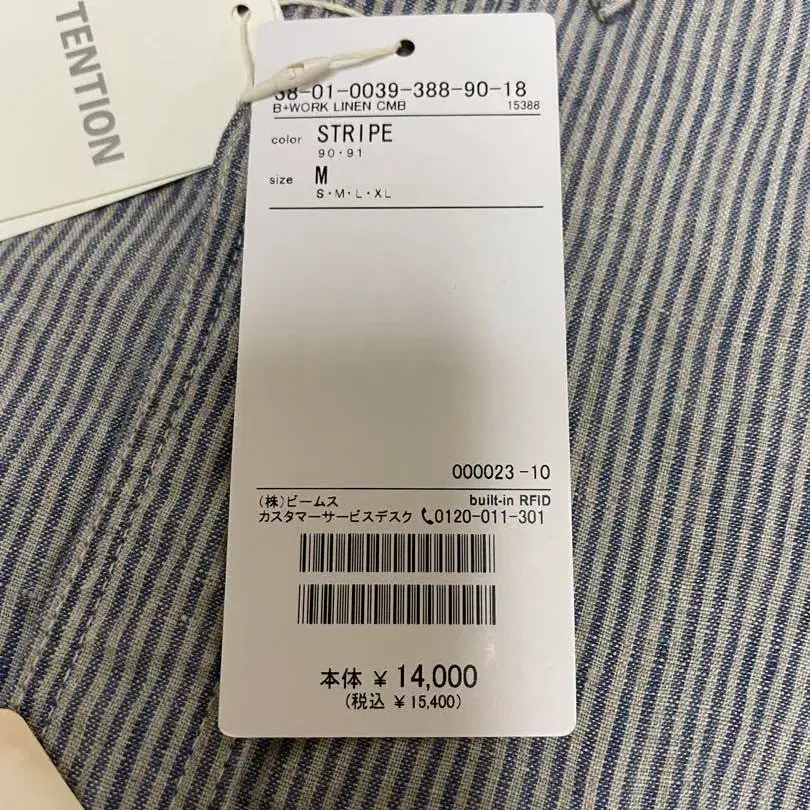 TENTION
38-01-0039-388-90-18
B+WORK LINEN CMB 15388
color STRIPE
90・91
size M
S・M・L・XL
000023-10
(株)ビームス built-in RFID
カスタマーサービスデスク 0120-011-301
本体 ¥ 14,000
(税込 ¥ 15,400)